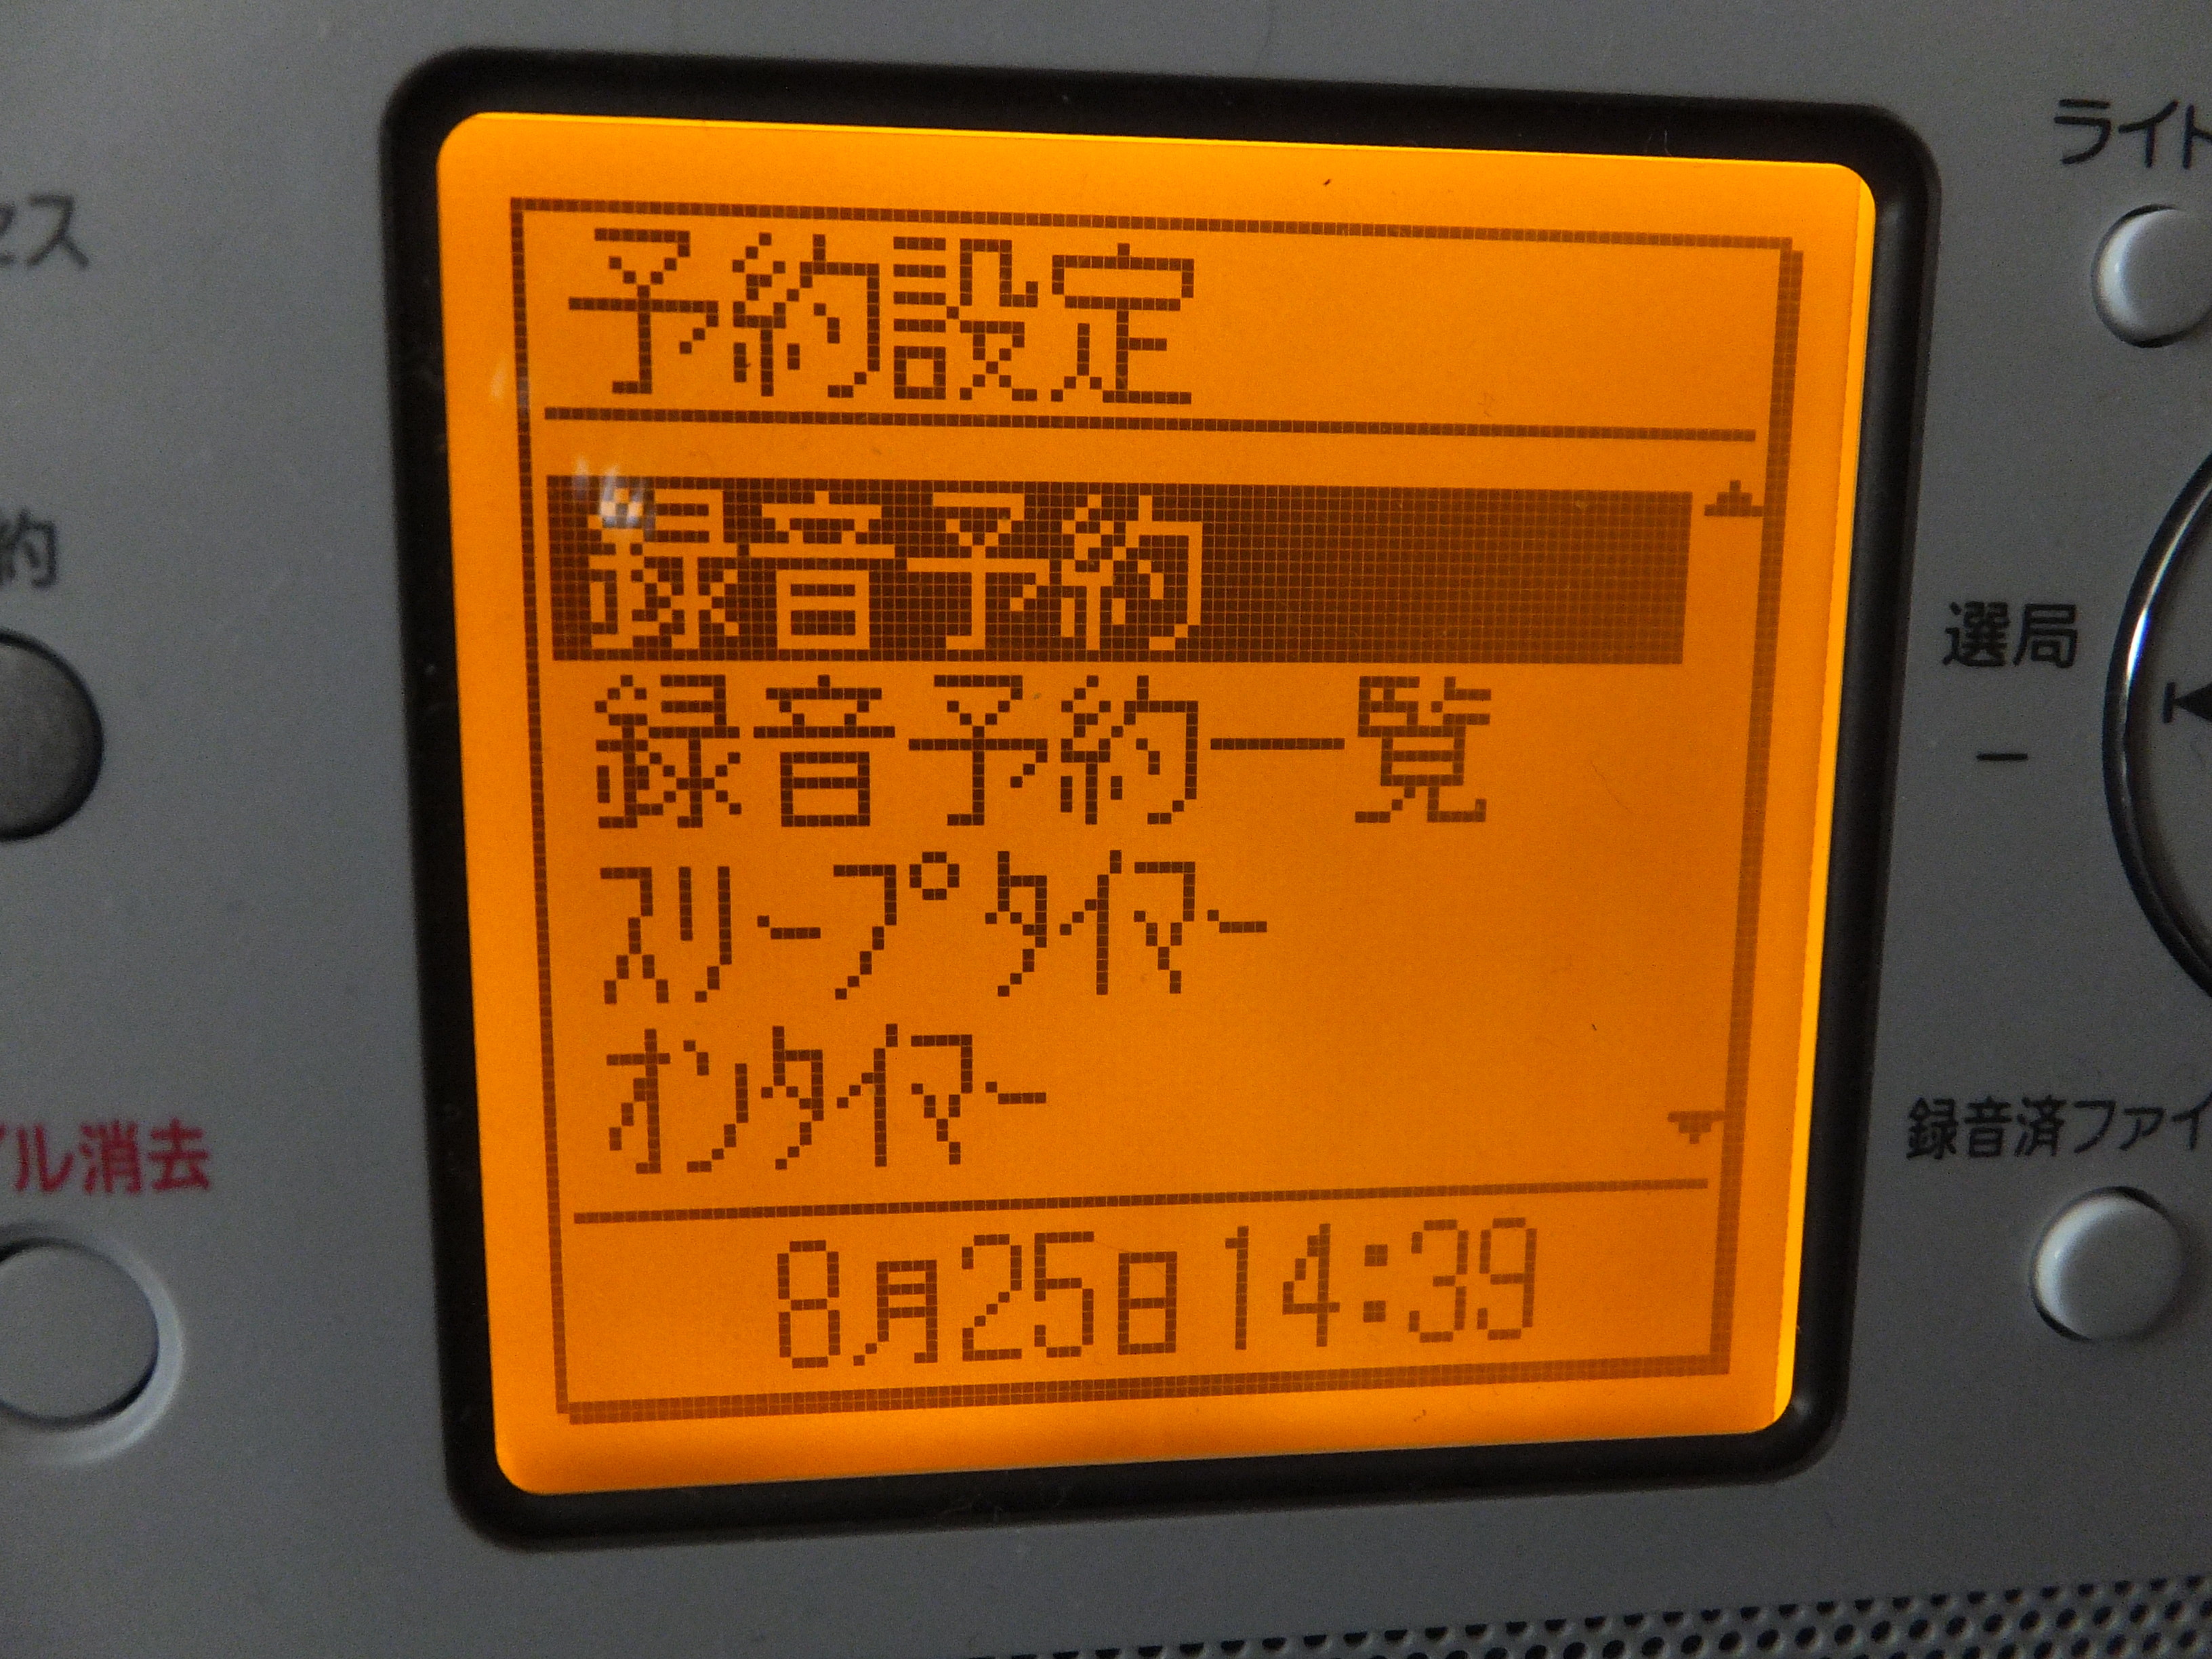 ライト
セス
予約設定
録音予約
約
選局
−
録音予約一覧
ｽﾘｰﾌﾟﾀｲﾏｰ
ｵﾝﾀｲﾏｰ
ル消去
録音済ファイ
8月25日 14:39